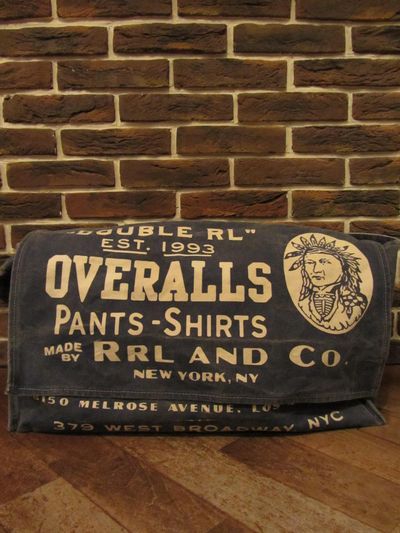 DOUBLE RL"
EST. 1993
OVERALLS
PANTS-SHIRTS
MADE BY RRL AND CO.
NEW YORK, NY
8150 MELROSE AVENUE, LOS
379 WEST BROADWAY, NYC